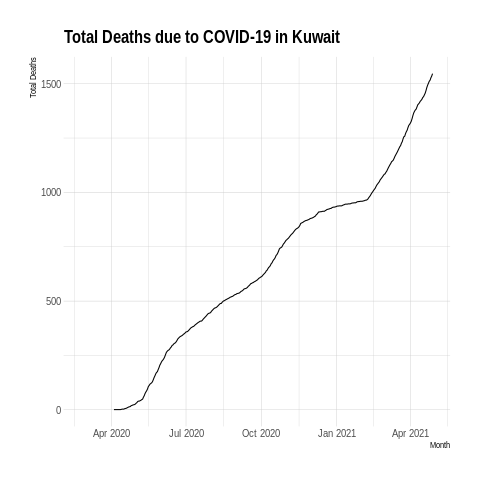 Total Deaths due to COVID-19 in Kuwait
Total Deaths
1500
1000
500
0
Apr 2020 Jul 2020 Oct 2020 Jan 2021 Apr 2021
Month